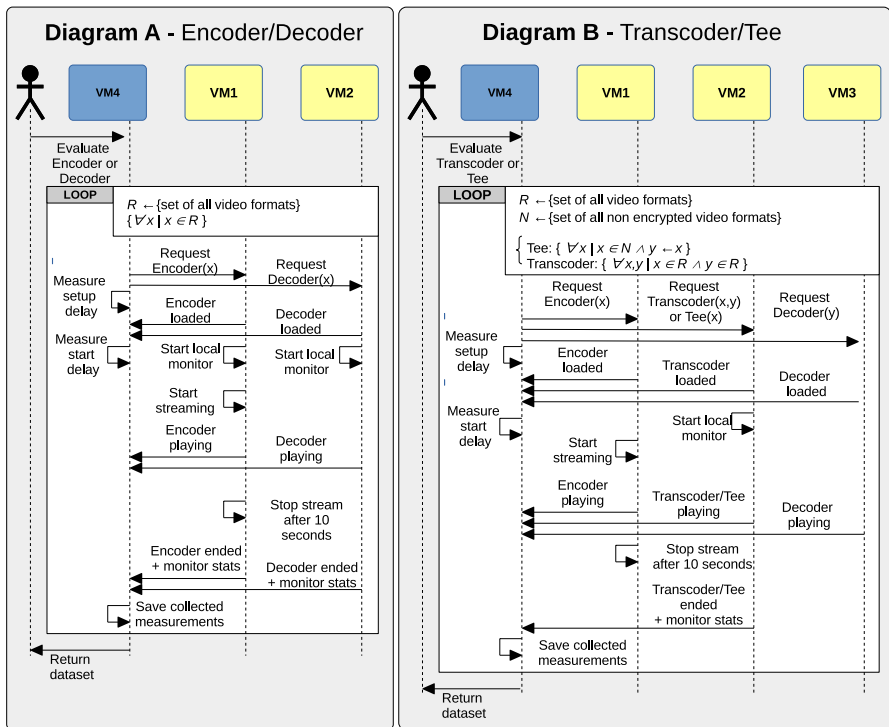 Diagram A - Encoder/Decoder
VM4
VM1
VM2
Evaluate
Encoder or
Decoder
LOOP
R ← {set of all video formats}
{ ∀x | x ∈ R }
Request
Encoder(x)
Request
Decoder(x)
Measure
setup
delay
Encoder
loaded
Decoder
loaded
Measure
start
delay
Start local
monitor
Start local
monitor
Start
streaming
Encoder
playing
Decoder
playing
Stop stream
after 10
seconds
Encoder ended
+ monitor stats
Decoder ended
+ monitor stats
Save collected
measurements
Return
dataset
Diagram B - Transcoder/Tee
VM4
VM1
VM2
VM3
Evaluate
Transcoder or
Tee
LOOP
R ← {set of all video formats}
N ← {set of all non encrypted video formats}
Tee: { ∀x | x ∈ N ∧ y ← x }
Transcoder: { ∀x,y | x ∈ R ∧ y ∈ R }
Request
Encoder(x)
Request
Transcoder(x,y)
or Tee(x)
Request
Decoder(y)
Measure
setup
delay
Encoder
loaded
Transcoder
loaded
Decoder
loaded
Measure
start
delay
Start local
monitor
Start
streaming
Encoder
playing
Transcoder/Tee
playing
Decoder
playing
Stop stream
after 10 seconds
Transcoder/Tee
ended
+ monitor stats
Save collected
measurements
Return
dataset